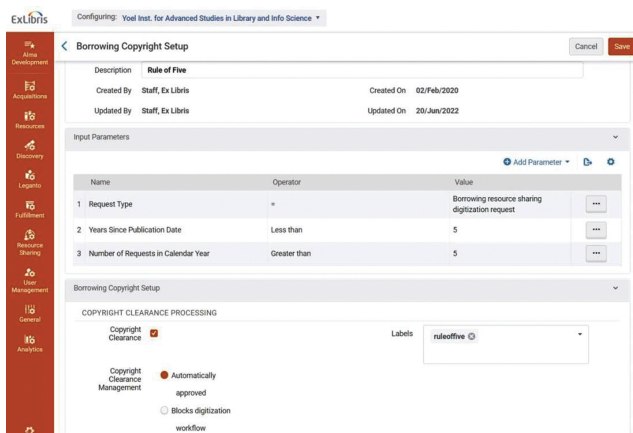 ExLibris
Configuring: Yoel Inst. for Advanced Studies in Library and Info Science
Borrowing Copyright Setup
Cancel
Save
Alma
Development
Acquisitions
Resources
Discovery
Leganto
Fulfillment
Resource
Sharing
User
Management
General
Analytics
Description Rule of Five
Created By Staff, Ex Libris Created On 02/Feb/2020
Updated By Staff, Ex Libris Updated On 20/Jun/2022
Input Parameters
Add Parameter
Name Operator Value
1 Request Type = Borrowing resource sharing
digitization request
2 Years Since Publication Date Less than 5
3 Number of Requests in Calendar Year Greater than 5
Borrowing Copyright Setup
COPYRIGHT CLEARANCE PROCESSING
Copyright
Clearance
Labels ruleoffive
Copyright
Clearance
Management
Automatically
approved
Blocks digitization
workflow